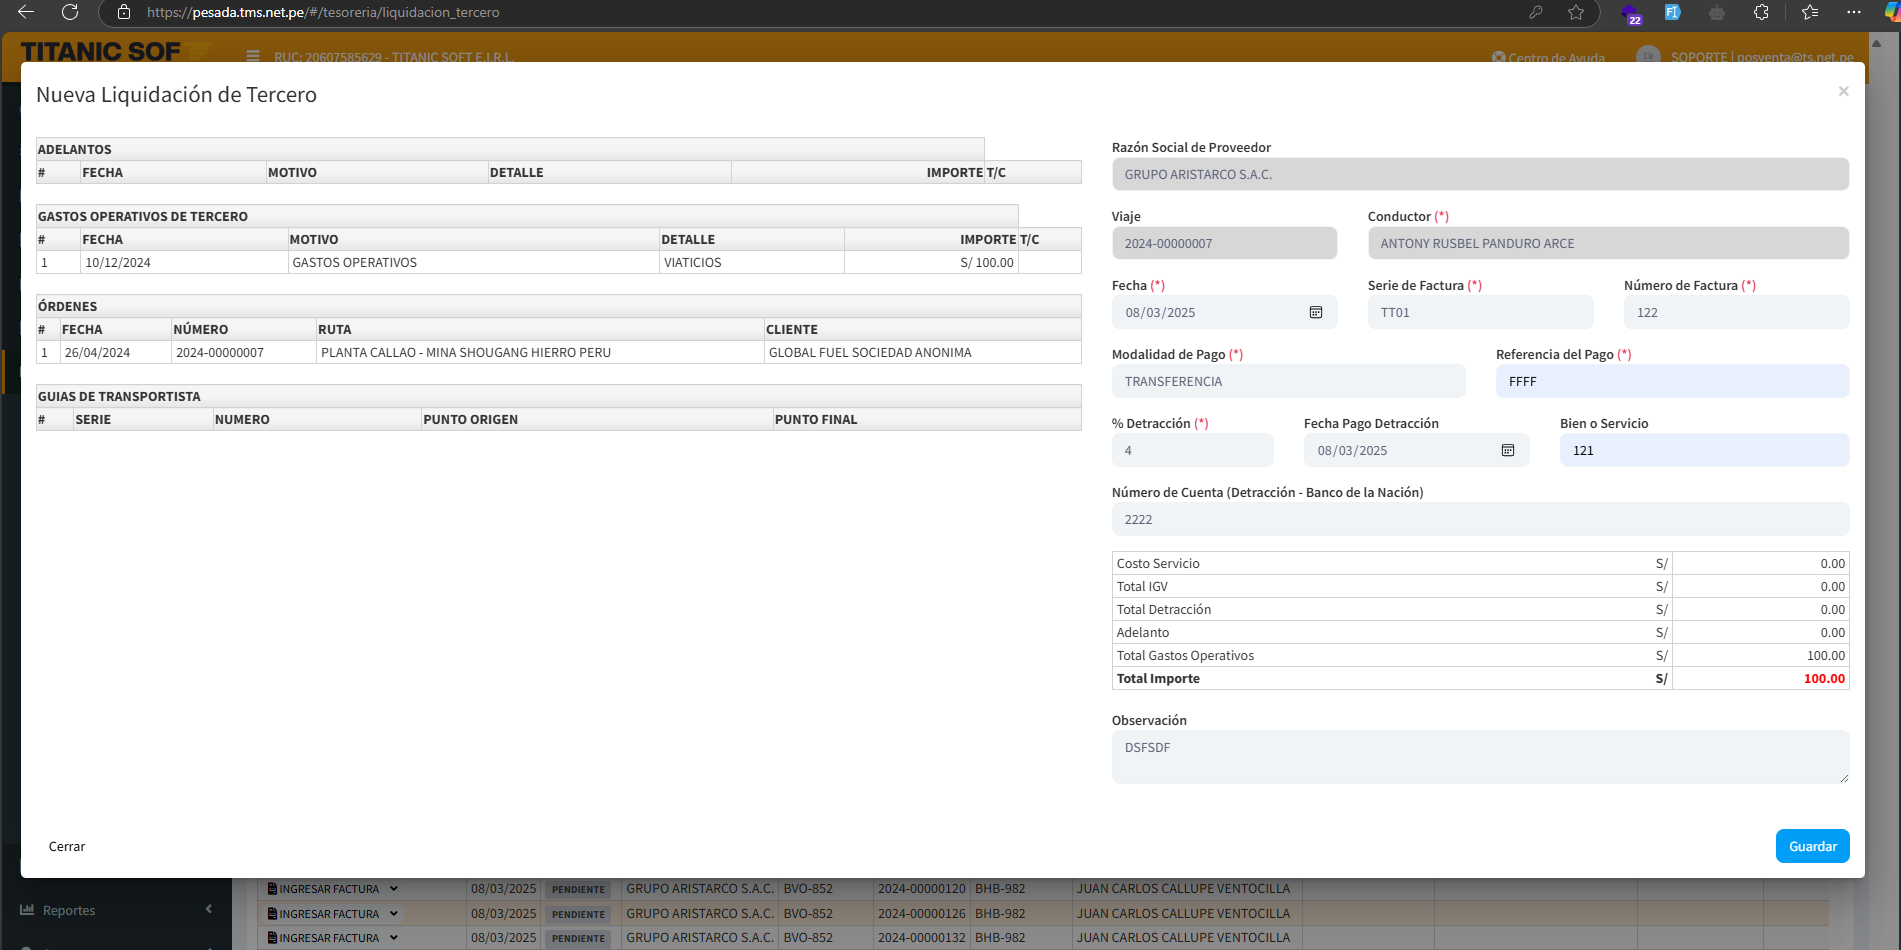 https://pesada.tms.net.pe/#/tesoreria/liquidacion_tercero
22
TITANIC SOF
RUC: 20607585629 - TITANIC SOFT E.I.R.L.
Centro de Ayuda
SOPORTE | posventa@ts.net.pe
Nueva Liquidación de Tercero
×
ADELANTOS
# FECHA MOTIVO DETALLE IMPORTE T/C
GASTOS OPERATIVOS DE TERCERO
# FECHA MOTIVO DETALLE IMPORTE T/C
1 10/12/2024 GASTOS OPERATIVOS VIATICIOS S/ 100.00
ÓRDENES
# FECHA NÚMERO RUTA CLIENTE
1 26/04/2024 2024-00000007 PLANTA CALLAO - MINA SHOUGANG HIERRO PERU GLOBAL FUEL SOCIEDAD ANONIMA
GUIAS DE TRANSPORTISTA
# SERIE NUMERO PUNTO ORIGEN PUNTO FINAL
Razón Social de Proveedor
GRUPO ARISTARCO S.A.C.
Viaje Conductor (*)
2024-00000007 ANTONY RUSBEL PANDURO ARCE
Fecha (*) Serie de Factura (*) Número de Factura (*)
08/03/2025 TT01 122
Modalidad de Pago (*) Referencia del Pago (*)
TRANSFERENCIA FFFF
% Detracción (*) Fecha Pago Detracción Bien o Servicio
4 08/03/2025 121
Número de Cuenta (Detracción - Banco de la Nación)
2222
Costo Servicio S/ 0.00
Total IGV S/ 0.00
Total Detracción S/ 0.00
Adelanto S/ 0.00
Total Gastos Operativos S/ 100.00
Total Importe S/ 100.00
Observación
DSFSDF
Cerrar
Guardar
Reportes
INGRESAR FACTURA 08/03/2025 PENDIENTE GRUPO ARISTARCO S.A.C. BVO-852 2024-00000120 BHB-982 JUAN CARLOS CALLUPE VENTOCILLA
INGRESAR FACTURA 08/03/2025 PENDIENTE GRUPO ARISTARCO S.A.C. BVO-852 2024-00000126 BHB-982 JUAN CARLOS CALLUPE VENTOCILLA
INGRESAR FACTURA 08/03/2025 PENDIENTE GRUPO ARISTARCO S.A.C. BVO-852 2024-00000132 BHB-982 JUAN CARLOS CALLUPE VENTOCILLA